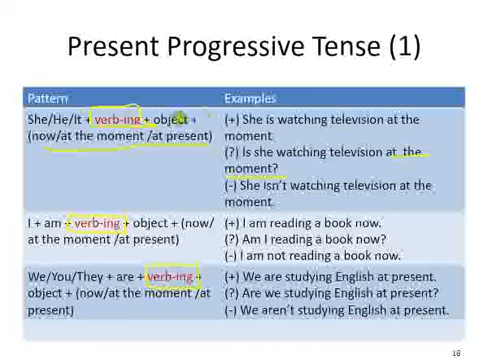 Present Progressive Tense (1)
Pattern
Examples
She/He/It + verb-ing + object +
(now/at the moment /at present)
(+) She is watching television at the
moment.
(?) Is she watching television at the
moment?
(-) She isn't watching television at the
moment.
I + am + verb-ing + object + (now/
at the moment /at present)
(+) I am reading a book now.
(?) Am I reading a book now?
(-) I am not reading a book now.
We/You/They + are + verb-ing +
object + (now/at the moment /at
present)
(+) We are studying English at present.
(?) Are we studying English at present?
(-) We aren't studying English at present.
16